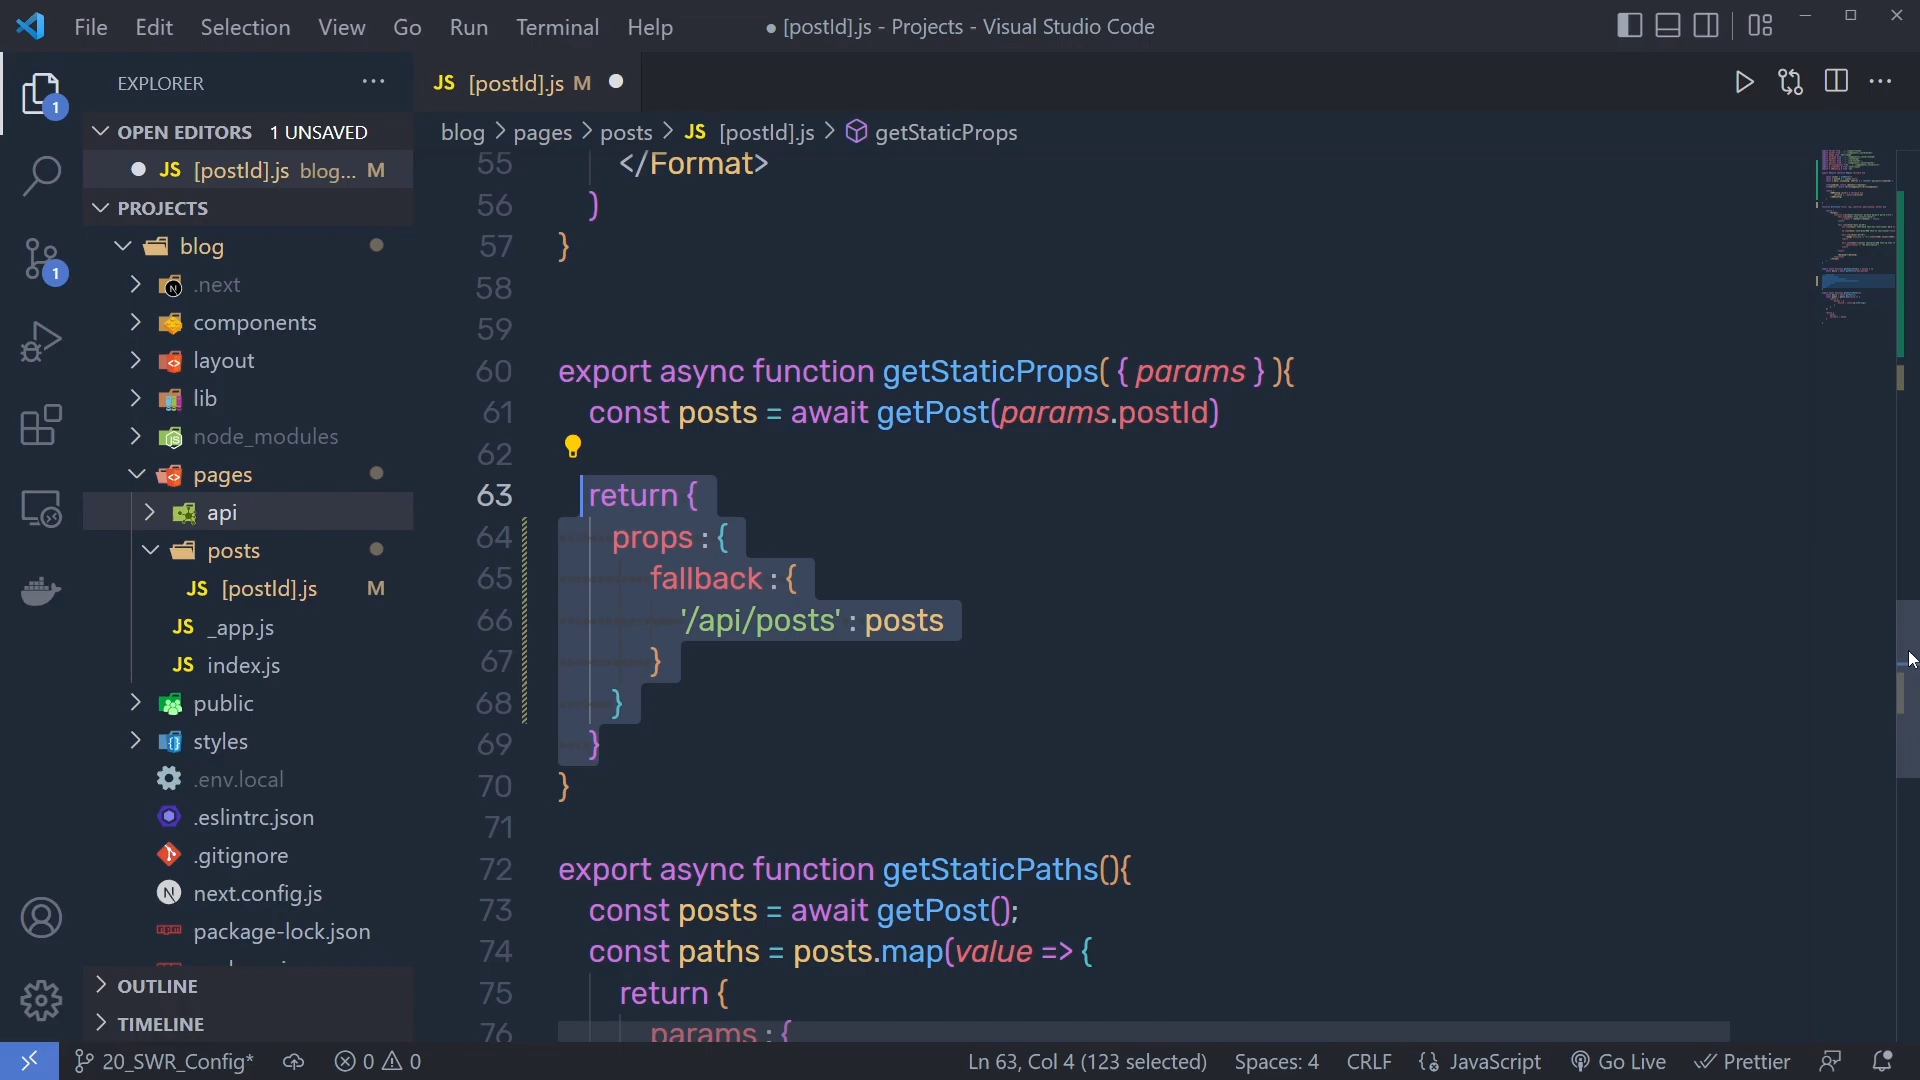 File Edit Selection View Go Run Terminal Help
● [postId].js - Projects - Visual Studio Code
EXPLORER
OPEN EDITORS 1 UNSAVED
JS [postId].js blog... M
PROJECTS
blog
.next
components
layout
lib
node_modules
pages
api
posts
JS [postId].js M
JS _app.js
JS index.js
public
styles
.env.local
.eslintrc.json
.gitignore
next.config.js
package-lock.json
OUTLINE
TIMELINE
1
1
JS [postId].js M
blog > pages > posts > JS [postId].js > getStaticProps
55 </Format>
56 )
57 }
58
59
60 export async function getStaticProps( { params } ){
61 const posts = await getPost(params.postId)
62
63 return {
64 props : {
65 fallback : {
66 '/api/posts' : posts
67 }
68 }
69 }
70 }
71
72 export async function getStaticPaths(){
73 const posts = await getPost();
74 const paths = posts.map(value => {
75 return {
76 params : {
20_SWR_Config* 0 0 Ln 63, Col 4 (123 selected) Spaces: 4 CRLF JavaScript Go Live Prettier